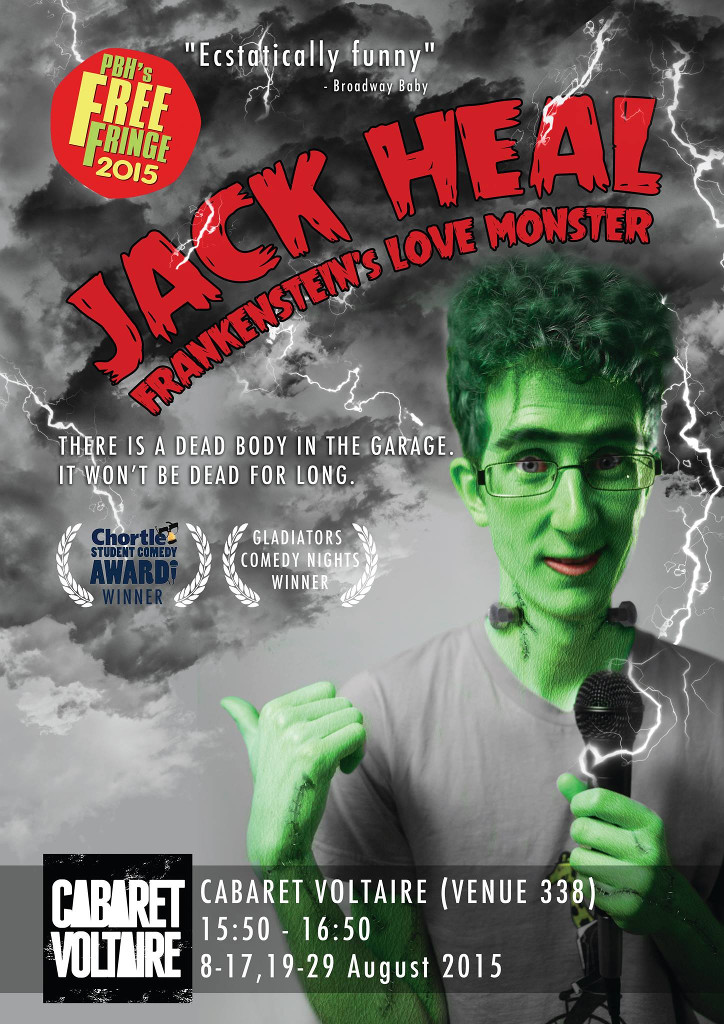 "Ecstatically funny"
- Broadway Baby
PBH's
FREE
FRINGE
2015
JACK HEAL
FRANKENSTEIN'S LOVE MONSTER
THERE IS A DEAD BODY IN THE GARAGE.
IT WON'T BE DEAD FOR LONG.
Chortle
STUDENT COMEDY
AWARD
WINNER
GLADIATORS
COMEDY NIGHTS
WINNER
CABARET
VOLTAIRE
CABARET VOLTAIRE (VENUE 338)
15:50 - 16:50
8-17,19-29 August 2015